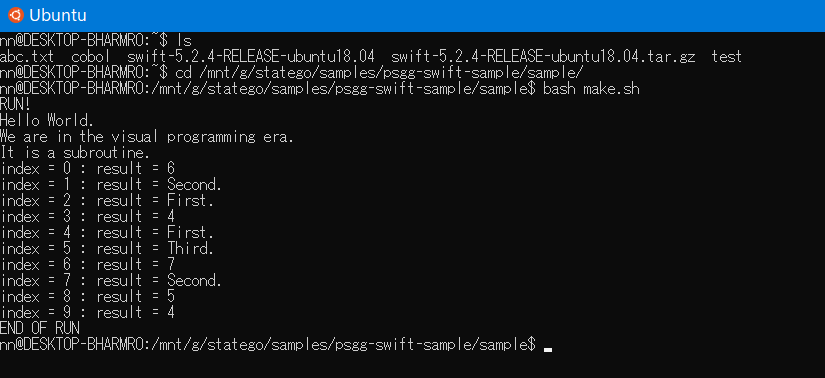 Ubuntu
nn@DESKTOP-BHARMRO:~$ ls
abc.txt  cobol  swift-5.2.4-RELEASE-ubuntu18.04  swift-5.2.4-RELEASE-ubuntu18.04.tar.gz  test
nn@DESKTOP-BHARMRO:~$ cd /mnt/g/statego/samples/psgg-swift-sample/sample/
nn@DESKTOP-BHARMRO:/mnt/g/statego/samples/psgg-swift-sample/sample$ bash make.sh
RUN!
Hello World.
We are in the visual programming era.
It is a subroutine.
index = 0 : result = 6
index = 1 : result = Second.
index = 2 : result = First.
index = 3 : result = 4
index = 4 : result = First.
index = 5 : result = Third.
index = 6 : result = 7
index = 7 : result = Second.
index = 8 : result = 5
index = 9 : result = 4
END OF RUN
nn@DESKTOP-BHARMRO:/mnt/g/statego/samples/psgg-swift-sample/sample$